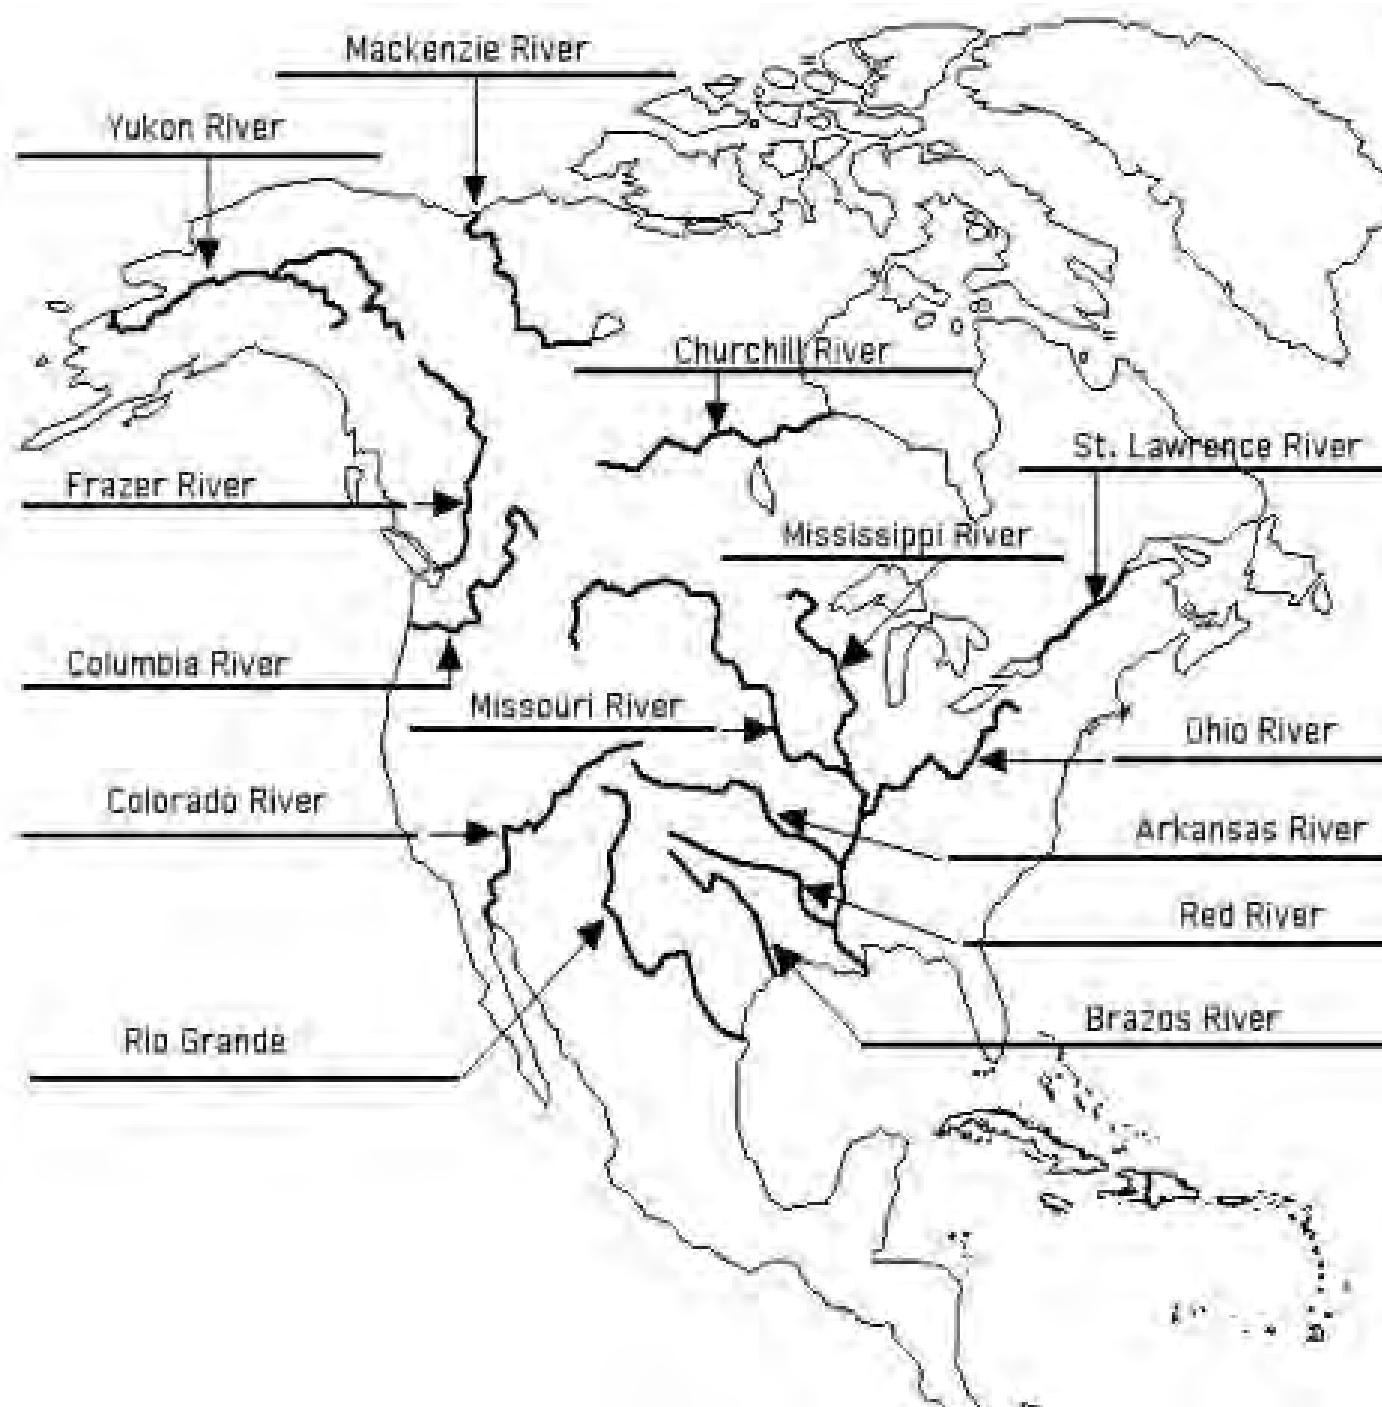 Mackenzie River
Yukon River
Churchill River
St. Lawrence River
Frazer River
Mississippi River
Columbia River
Missouri River
Ohio River
Colorado River
Arkansas River
Red River
Brazos River
Rio Grande